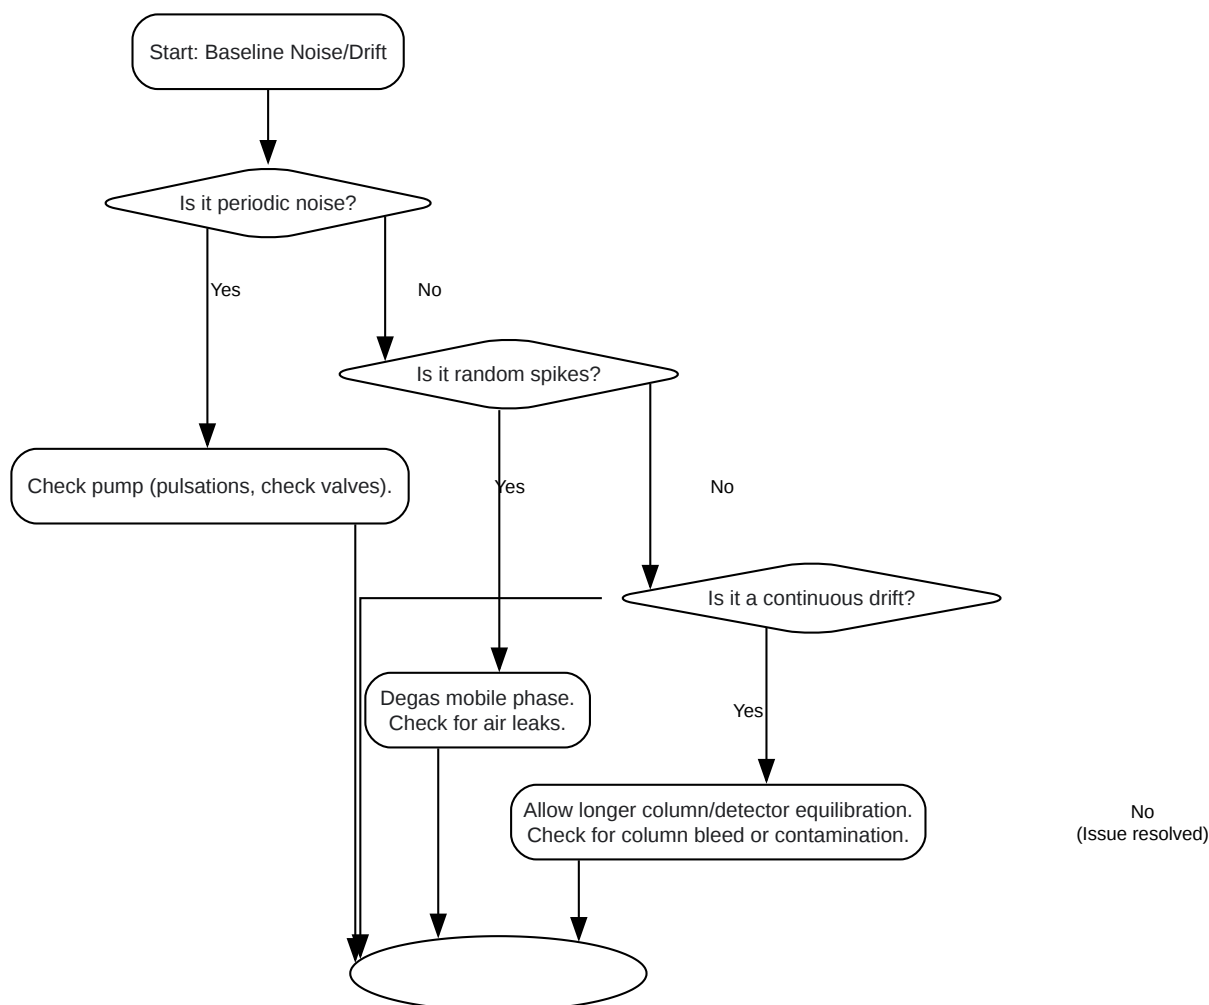 Start: Baseline Noise/Drift
Is it periodic noise?
Yes
No
Is it random spikes?
Check pump (pulsations, check valves).
Yes
No
Is it a continuous drift?
Degas mobile phase.
Check for air leaks.
Yes
Allow longer column/detector equilibration.
Check for column bleed or contamination.
No
(Issue resolved)